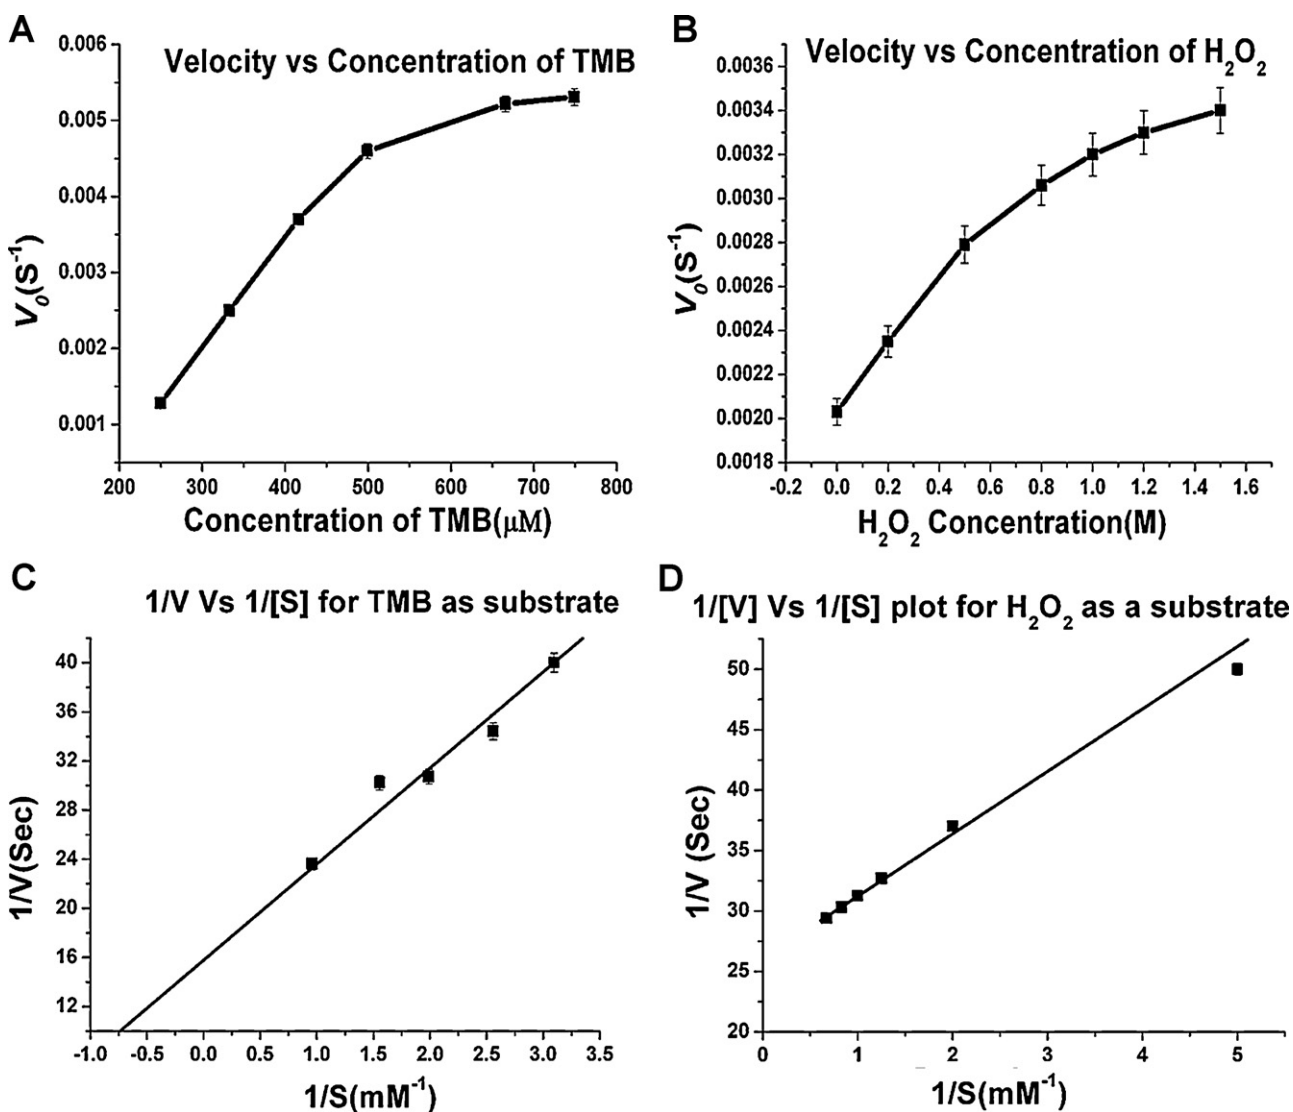 A
Velocity vs Concentration of TMB
0.006
0.005
0.004
0.003
0.002
0.001
V0(S-1)
200 300 400 500 600 700 800
Concentration of TMB(μM)
B
Velocity vs Concentration of H2O2
0.0036
0.0034
0.0032
0.0030
0.0028
0.0026
0.0024
0.0022
0.0020
0.0018
V0(S-1)
-0.2 0.0 0.2 0.4 0.6 0.8 1.0 1.2 1.4 1.6
H2O2 Concentration(M)
C
1/V Vs 1/[S] for TMB as substrate
40
36
32
28
24
20
16
12
1/V(Sec)
-1.0 -0.5 0.0 0.5 1.0 1.5 2.0 2.5 3.0 3.5
1/S(mM-1)
D
1/[V] Vs 1/[S] plot for H2O2 as a substrate
50
45
40
35
30
25
20
1/V (Sec)
0 1 2 3 4 5
1/S(mM-1)